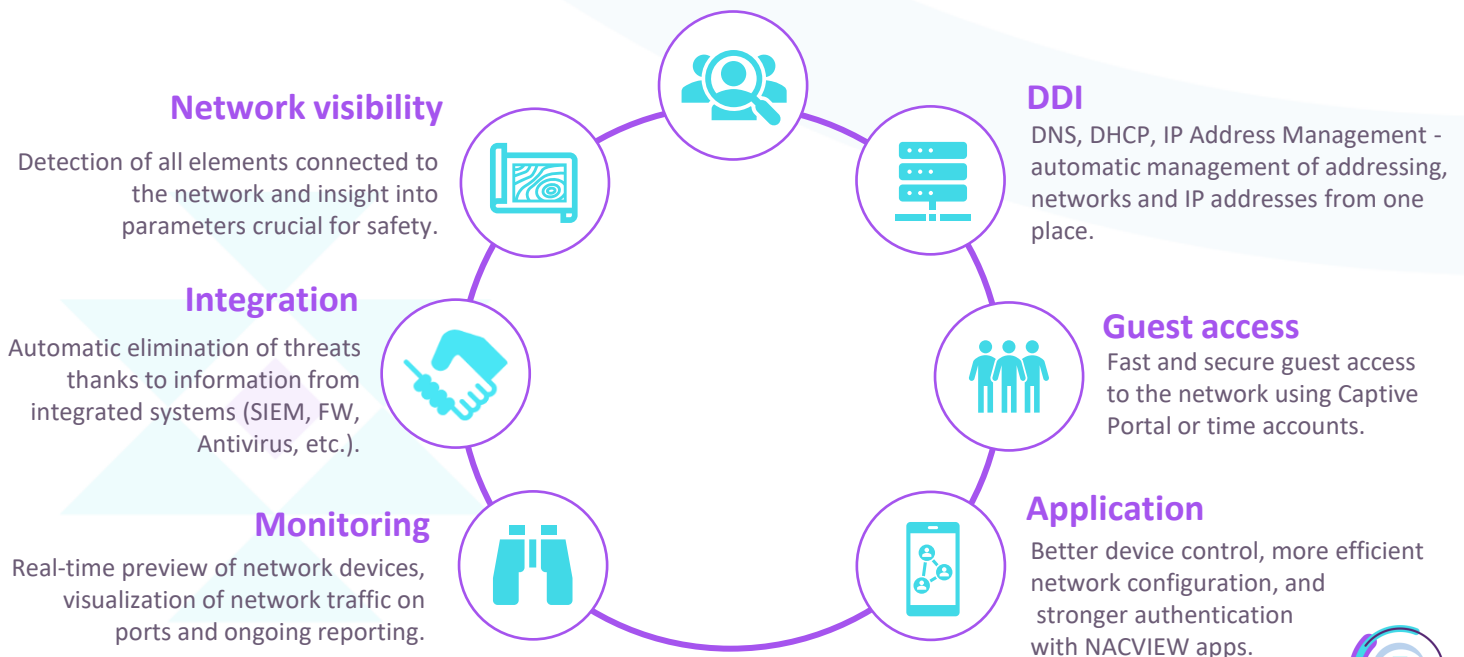 Network visibility
Detection of all elements connected to
the network and insight into
parameters crucial for safety.
Integration
Automatic elimination of threats
thanks to information from
integrated systems (SIEM, FW,
Antivirus, etc.).
Monitoring
Real-time preview of network devices,
visualization of network traffic on
ports and ongoing reporting.
DDI
DNS, DHCP, IP Address Management -
automatic management of addressing,
networks and IP addresses from one
place.
Guest access
Fast and secure guest access
to the network using Captive
Portal or time accounts.
Application
Better device control, more efficient
network configuration, and
stronger authentication
with NACVIEW apps.